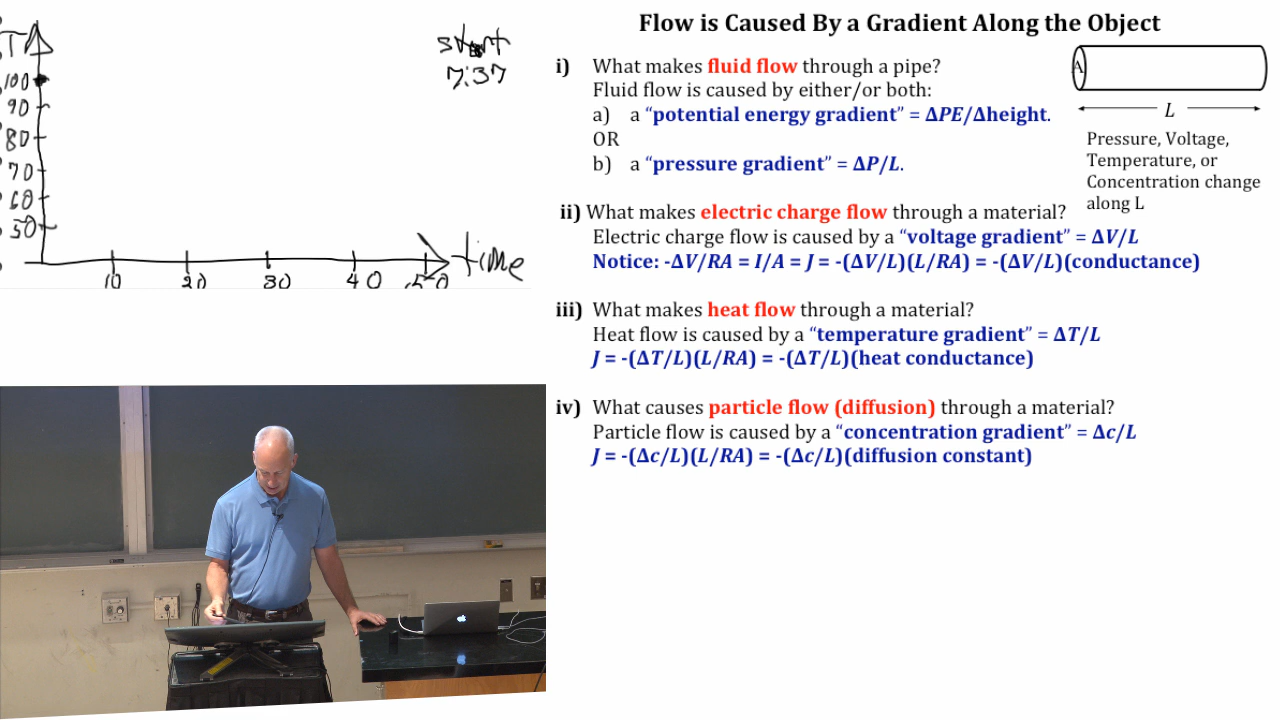 T
100
90
80
70
60
50
10 20 30 40 50
time
start
7:37
Flow is Caused By a Gradient Along the Object
i) What makes fluid flow through a pipe?
Fluid flow is caused by either/or both:
a) a “potential energy gradient” = ΔPE/Δheight.
OR
b) a “pressure gradient” = ΔP/L.
A
L
Pressure, Voltage,
Temperature, or
Concentration change
along L
ii) What makes electric charge flow through a material?
Electric charge flow is caused by a “voltage gradient” = ΔV/L
Notice: -ΔV/RA = I/A = J = -(ΔV/L)(L/RA) = -(ΔV/L)(conductance)
iii) What makes heat flow through a material?
Heat flow is caused by a “temperature gradient” = ΔT/L
J = -(ΔT/L)(L/RA) = -(ΔT/L)(heat conductance)
iv) What causes particle flow (diffusion) through a material?
Particle flow is caused by a “concentration gradient” = Δc/L
J = -(Δc/L)(L/RA) = -(Δc/L)(diffusion constant)